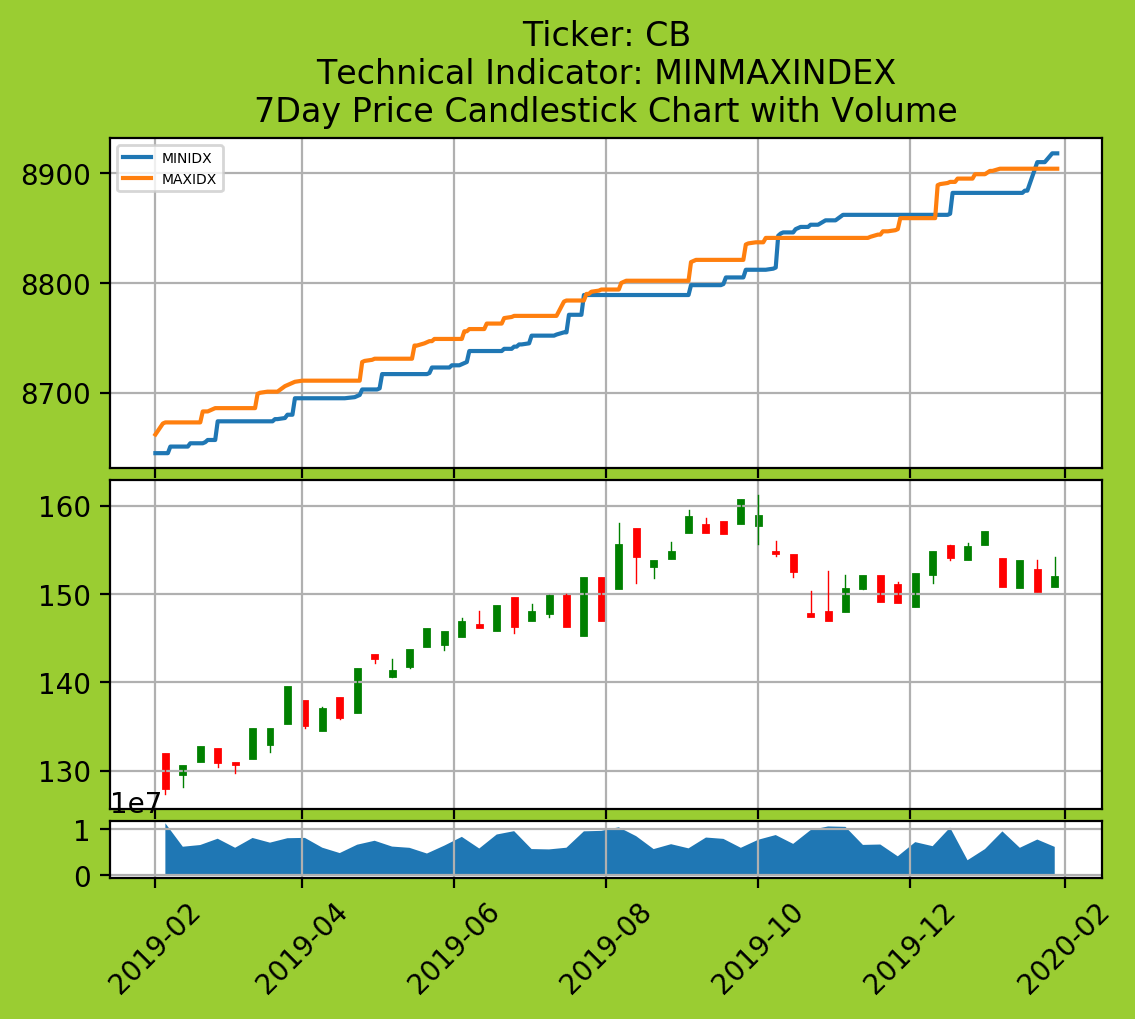 Ticker: CB
Technical Indicator: MINMAXINDEX
7Day Price Candlestick Chart with Volume
MINIDX
MAXIDX
8900
8800
8700
160
150
140
130
1e7
1
0
2019-02
2019-04
2019-06
2019-08
2019-10
2019-12
2020-02